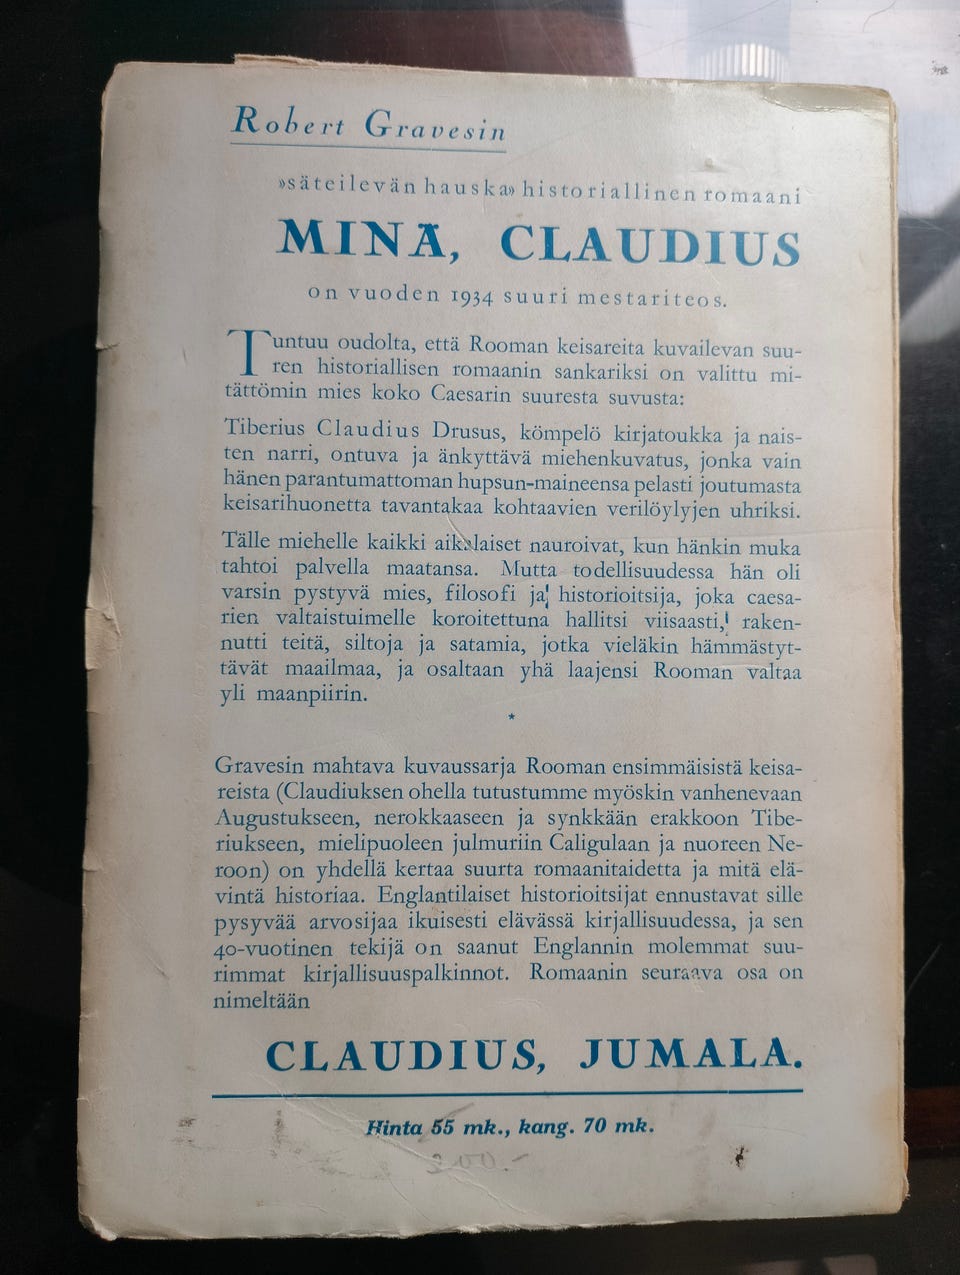 Robert Gravesin
»säteilevän hauska» historiallinen romaani
MINÄ, CLAUDIUS
on vuoden 1934 suuri mestariteos.
Tuntuu oudolta, että Rooman keisareita kuvailevan suu-
ren historiallisen romaanin sankariksi on valittu mi-
tättömin mies koko Caesarin suuresta suvusta:
Tiberius Claudius Drusus, kömpelö kirjatoukka ja nais-
ten narri, ontuva ja änkyttävä miehenkuvatus, jonka vain
hänen parantumattoman hupsun-maineensa pelasti joutumasta
keisarihuonetta tavantakaa kohtaavien verilöylyjen uhriksi.
Tälle miehelle kaikki aikalaiset nauroivat, kun hänkin muka
tahtoi palvella maatansa. Mutta todellisuudessa hän oli
varsin pystyvä mies, filosofi ja historioitsija, joka caesa-
rien valtaistuimelle koroitettuna hallitsi viisaasti, raken-
nutti teitä, siltoja ja satamia, jotka vieläkin hämmästyt-
tävät maailmaa, ja osaltaan yhä laajensi Rooman valtaa
yli maanpiirin.
*
Gravesin mahtava kuvaussarja Rooman ensimmäisistä keisa-
reista (Claudiuksen ohella tutustumme myöskin vanhenevaan
Augustukseen, nerokkaaseen ja synkkään erakkoon Tibe-
riukseen, mielipuoleen julmuriin Caligulaan ja nuoreen Ne-
roon) on yhdellä kertaa suurta romaanitaidetta ja mitä elä-
vintä historiaa. Englantilaiset historioitsijat ennustavat sille
pysyvää arvosijaa ikuisesti elävässä kirjallisuudessa, ja sen
40-vuotinen tekijä on saanut Englannin molemmat suu-
rimmat kirjallisuuspalkinnot. Romaanin seuraava osa on
nimeltään
CLAUDIUS, JUMALA.
Hinta 55 mk., kang. 70 mk.
200.-